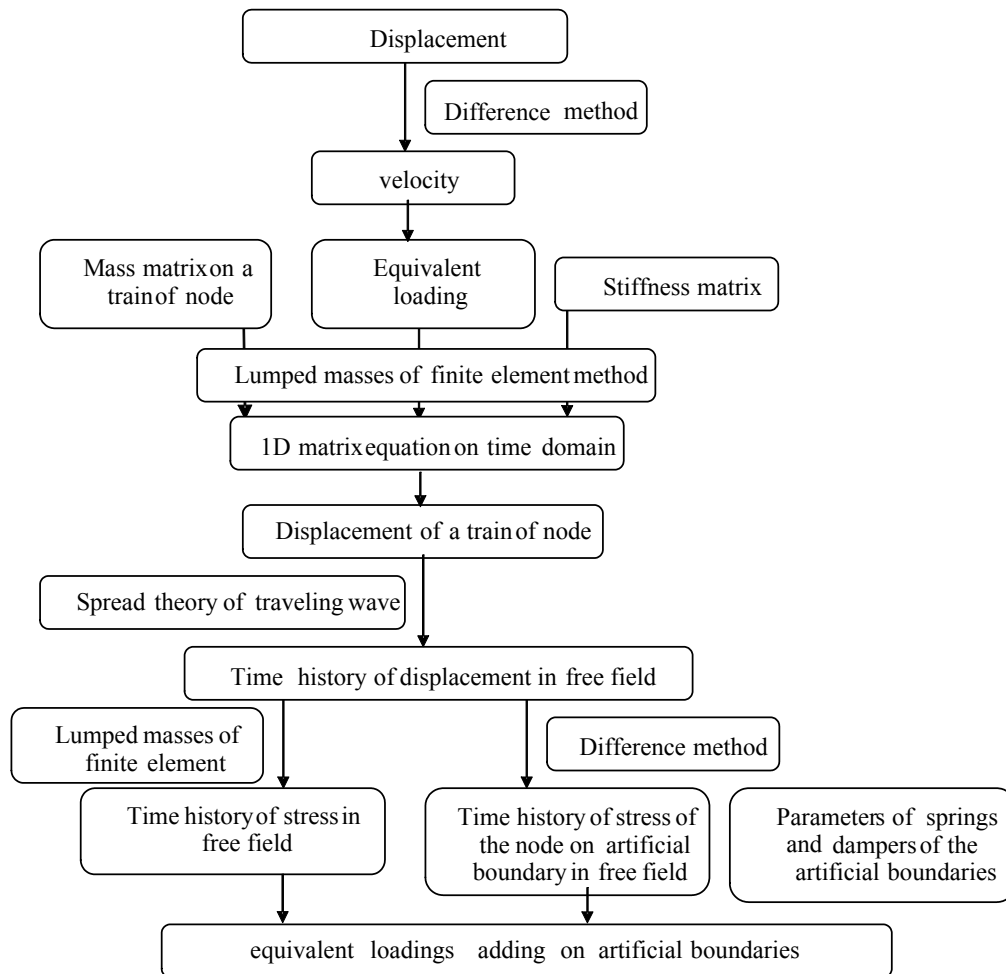 Displacement
Difference method
velocity
Mass matrix on a
train of node
Equivalent
loading
Stiffness matrix
Lumped masses of finite element method
1D matrix equation on time domain
Displacement of a train of node
Spread theory of traveling wave
Time history of displacement in free field
Lumped masses of
finite element
Difference method
Time history of stress in
free field
Time history of stress of
the node on artificial
boundary in free field
Parameters of springs
and dampers of the
artificial boundaries
equivalent loadings adding on artificial boundaries